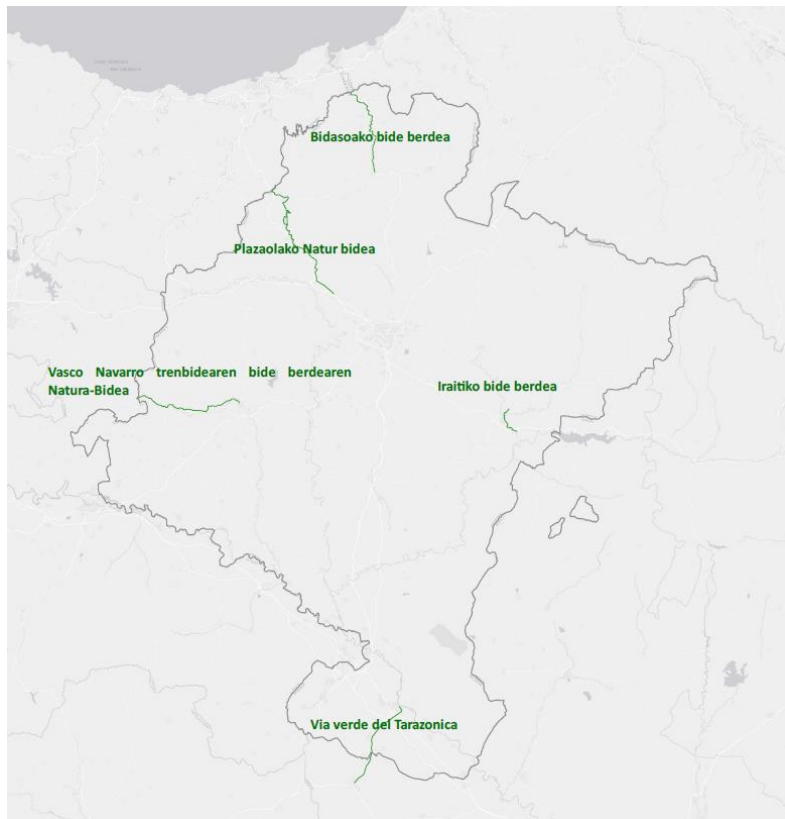 Bidasoako bide berdea
Plazaolako Natur bidea
Vasco Navarro trenbidearen bide berdearen
Natura-Bidea
Iraitiko bide berdea
Via verde del Tarazonica